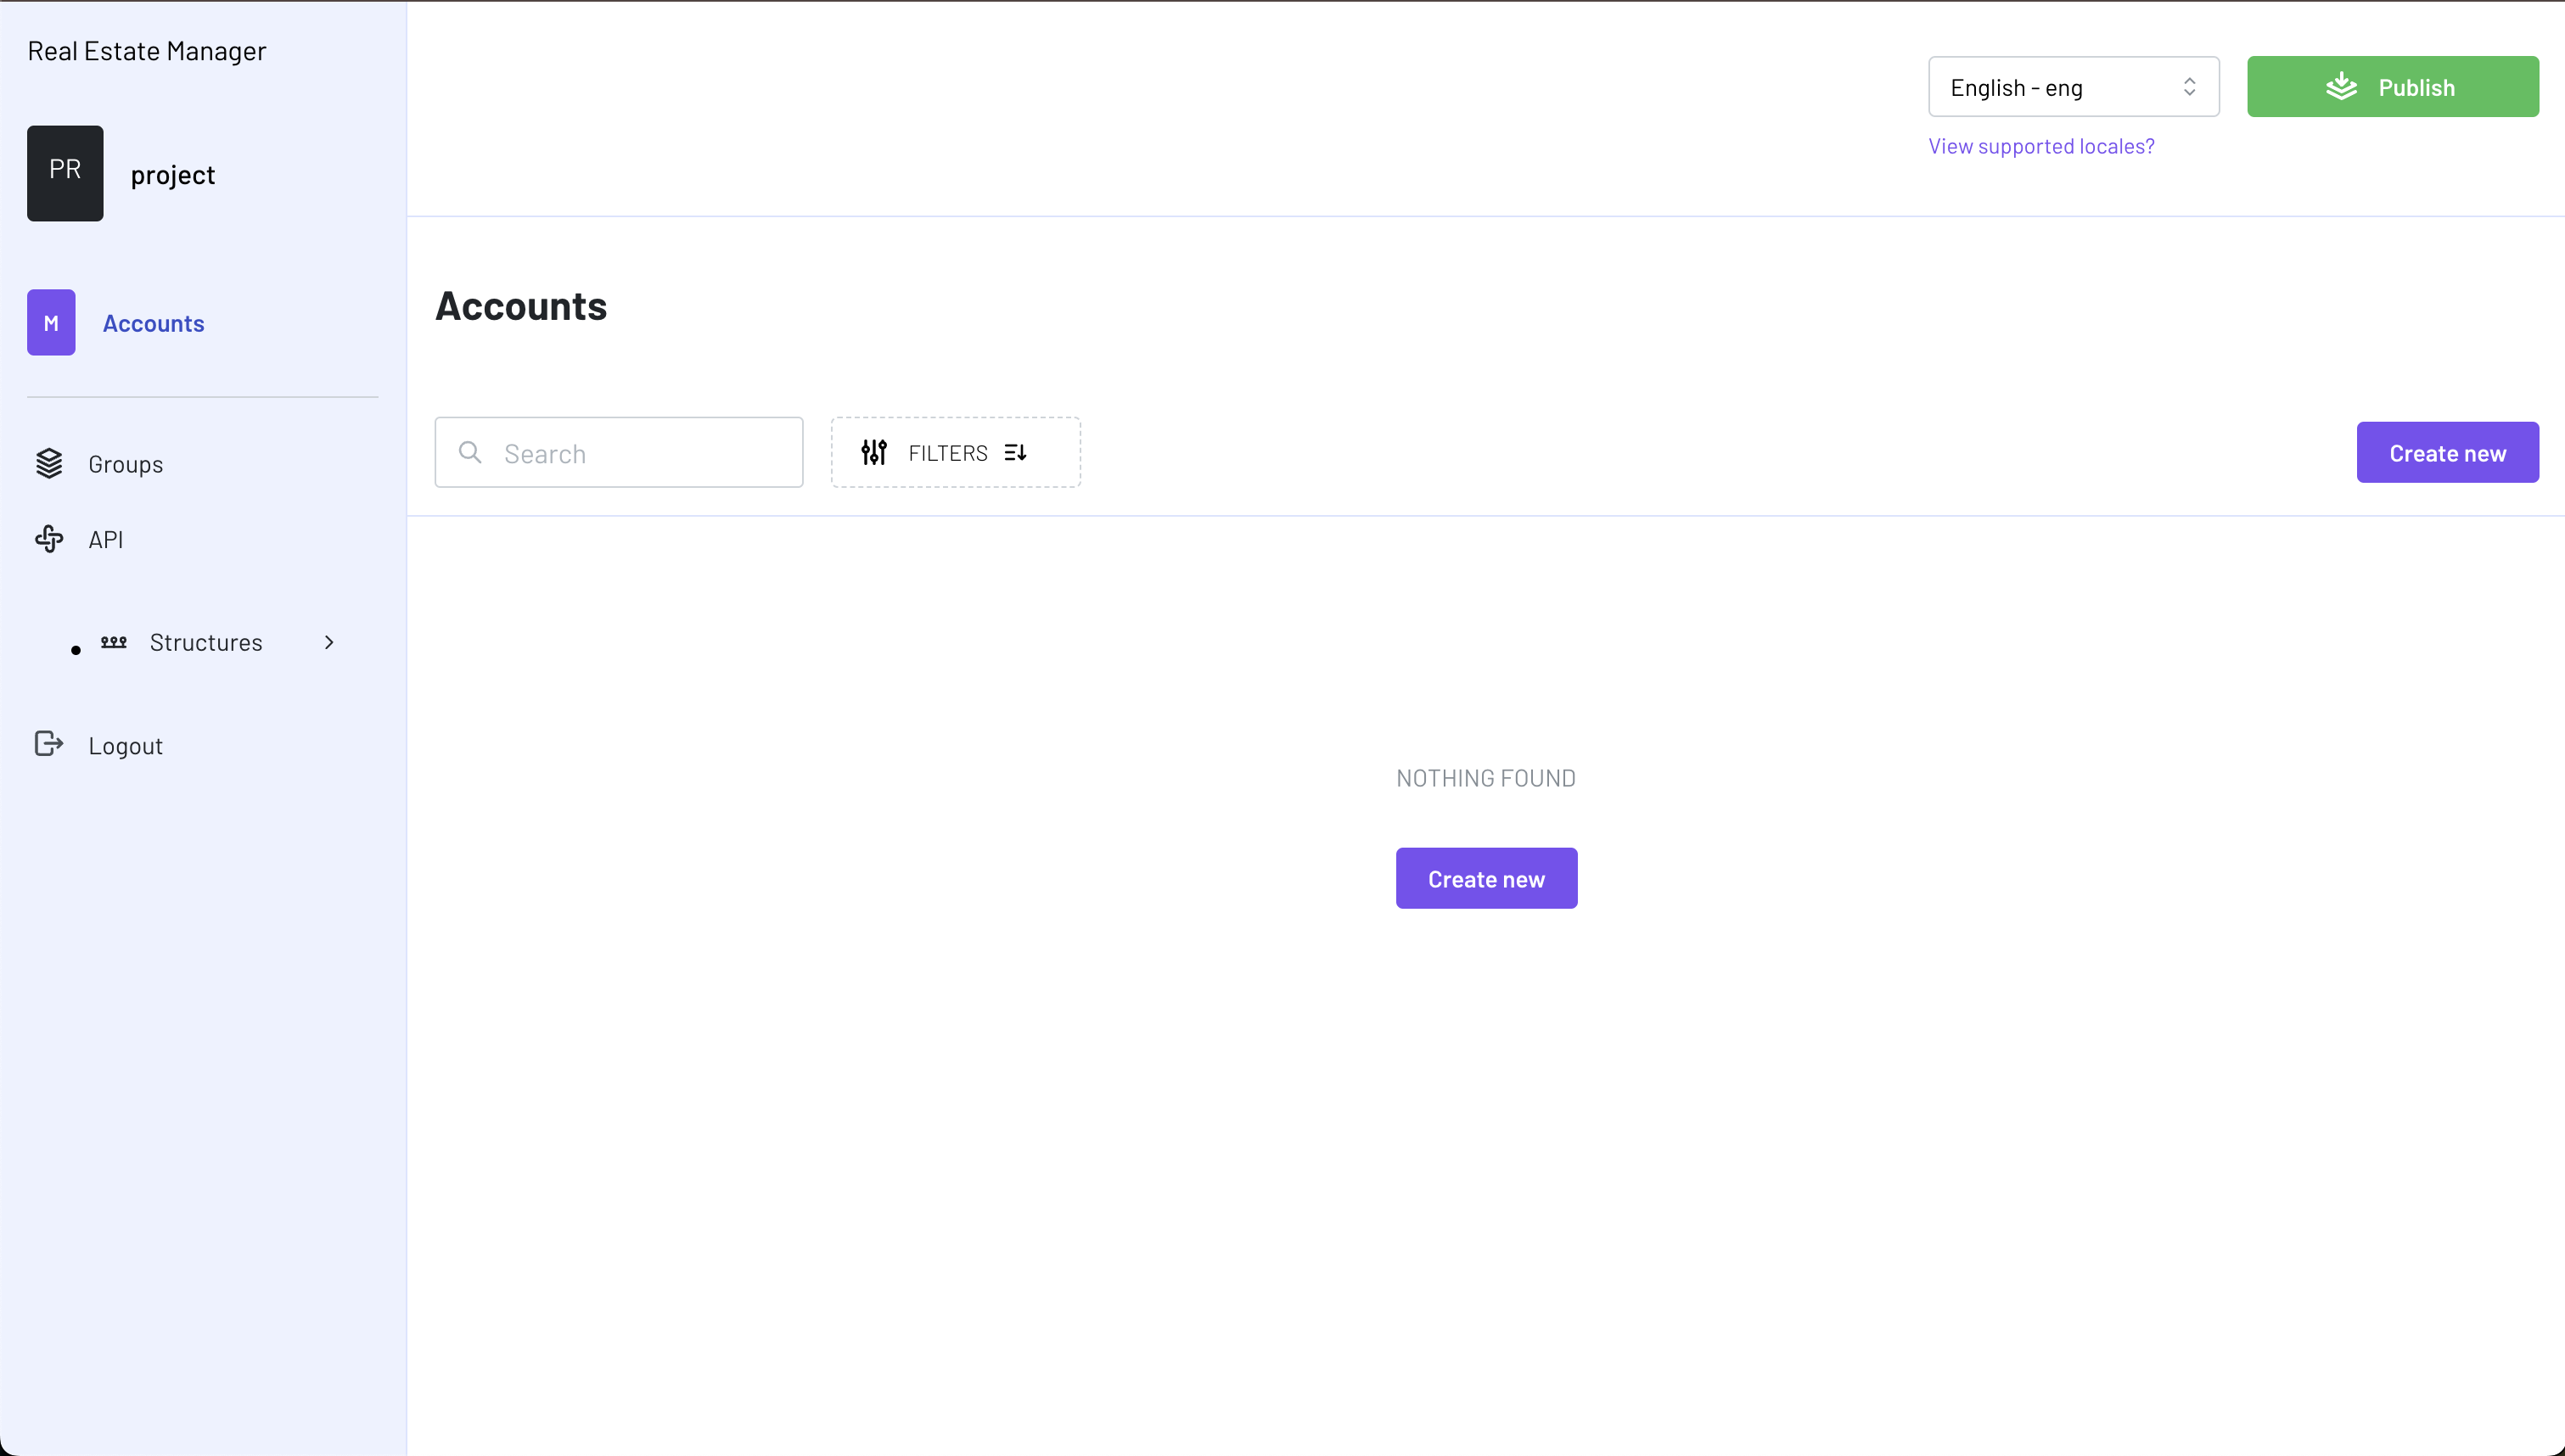 Real Estate Manager
PR
project
M
Accounts
Groups
API
Structures
Logout
English - eng
Publish
View supported locales?
Accounts
Search
FILTERS
Create new
NOTHING FOUND
Create new